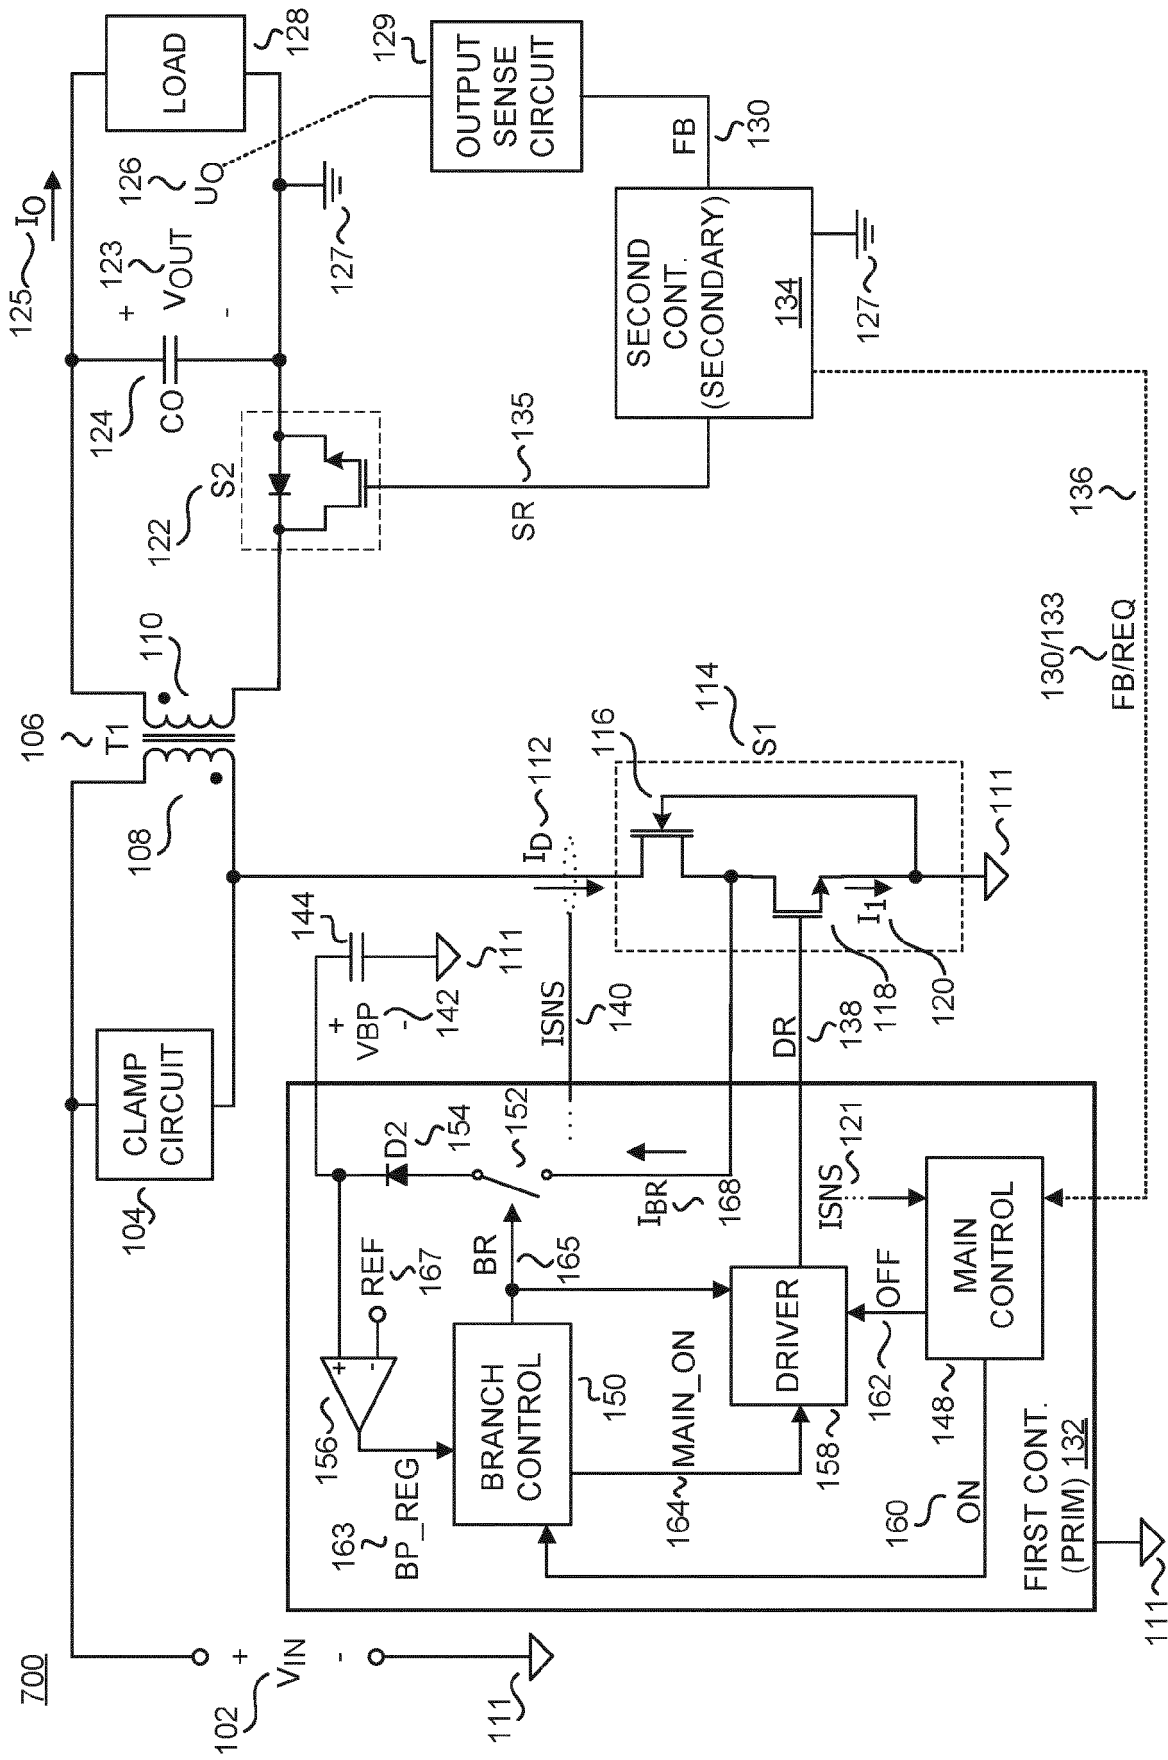 700
102
+
VIN
-
111
104
CLAMP
CIRCUIT
106
T1
108
110
125
IO
+
123
VOUT
-
124
CO
126
UO
LOAD
128
127
122
S2
SR
135
129
OUTPUT
SENSE
CIRCUIT
FB
130
SECOND
CONT.
(SECONDARY)
134
127
136
130/133
FB/REQ
144
+
VBP
-
142
111
ISNS
140
ID
112
116
114
S1
I1
118
120
111
DR
138
D2
154
152
IBR
168
ISNS
121
+
-
REF
167
156
BP_REG
163
BR
165
BRANCH
CONTROL
150
MAIN_ON
164
DRIVER
158
OFF
162
MAIN
CONTROL
148
ON
160
FIRST CONT.
(PRIM) 132
111